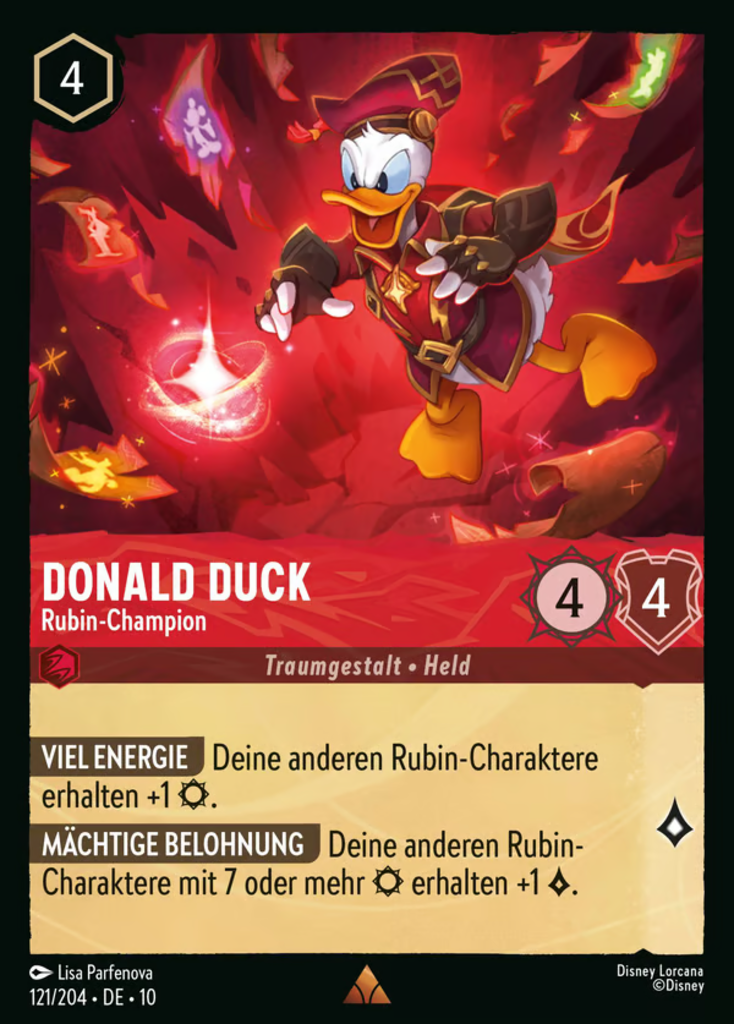 4
DONALD DUCK
Rubin-Champion
4 4
Traumgestalt • Held
VIEL ENERGIE Deine anderen Rubin-Charaktere
erhalten +1 .
MÄCHTIGE BELOHNUNG Deine anderen Rubin-
Charaktere mit 7 oder mehr erhalten +1 .
Lisa Parfenova
121/204 • DE • 10
Disney Lorcana
©Disney